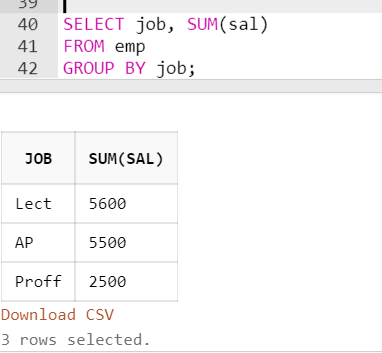 39
40 SELECT job, SUM(sal)
41 FROM emp
42 GROUP BY job;
JOB SUM(SAL)
Lect 5600
AP 5500
Proff 2500
Download CSV
3 rows selected.